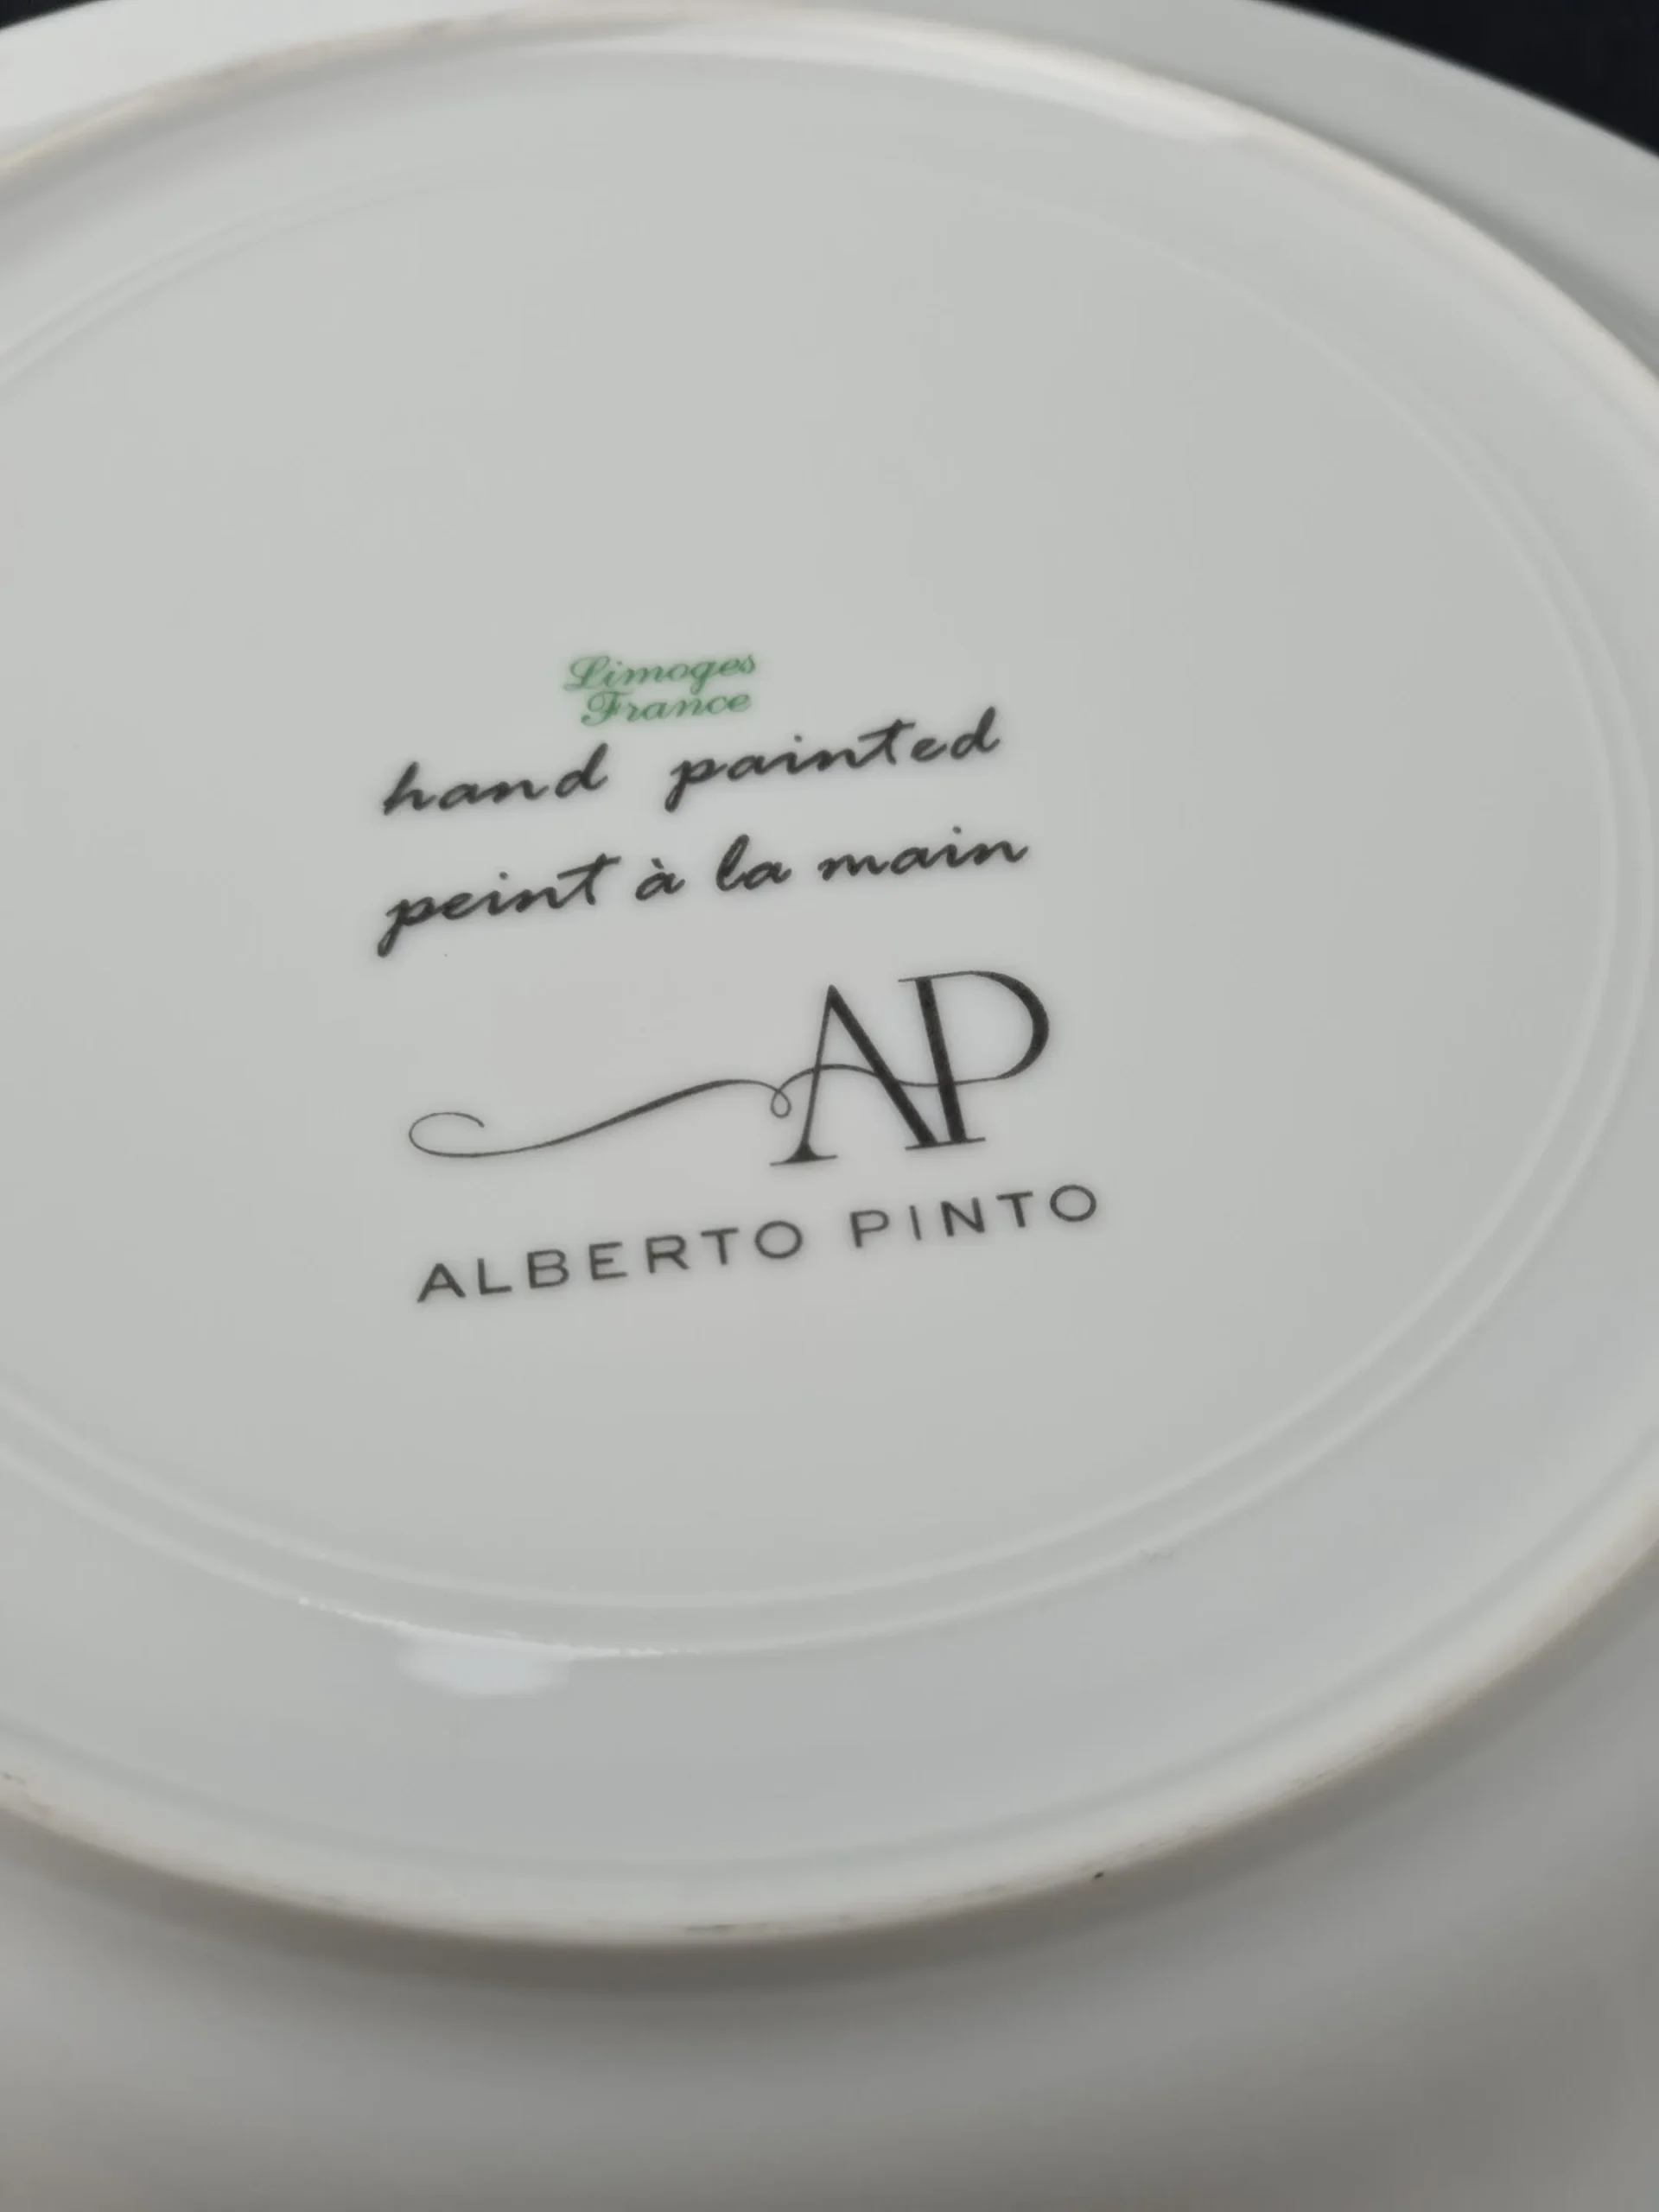 Limoges
France
hand painted
peint à la main
AP
ALBERTO PINTO